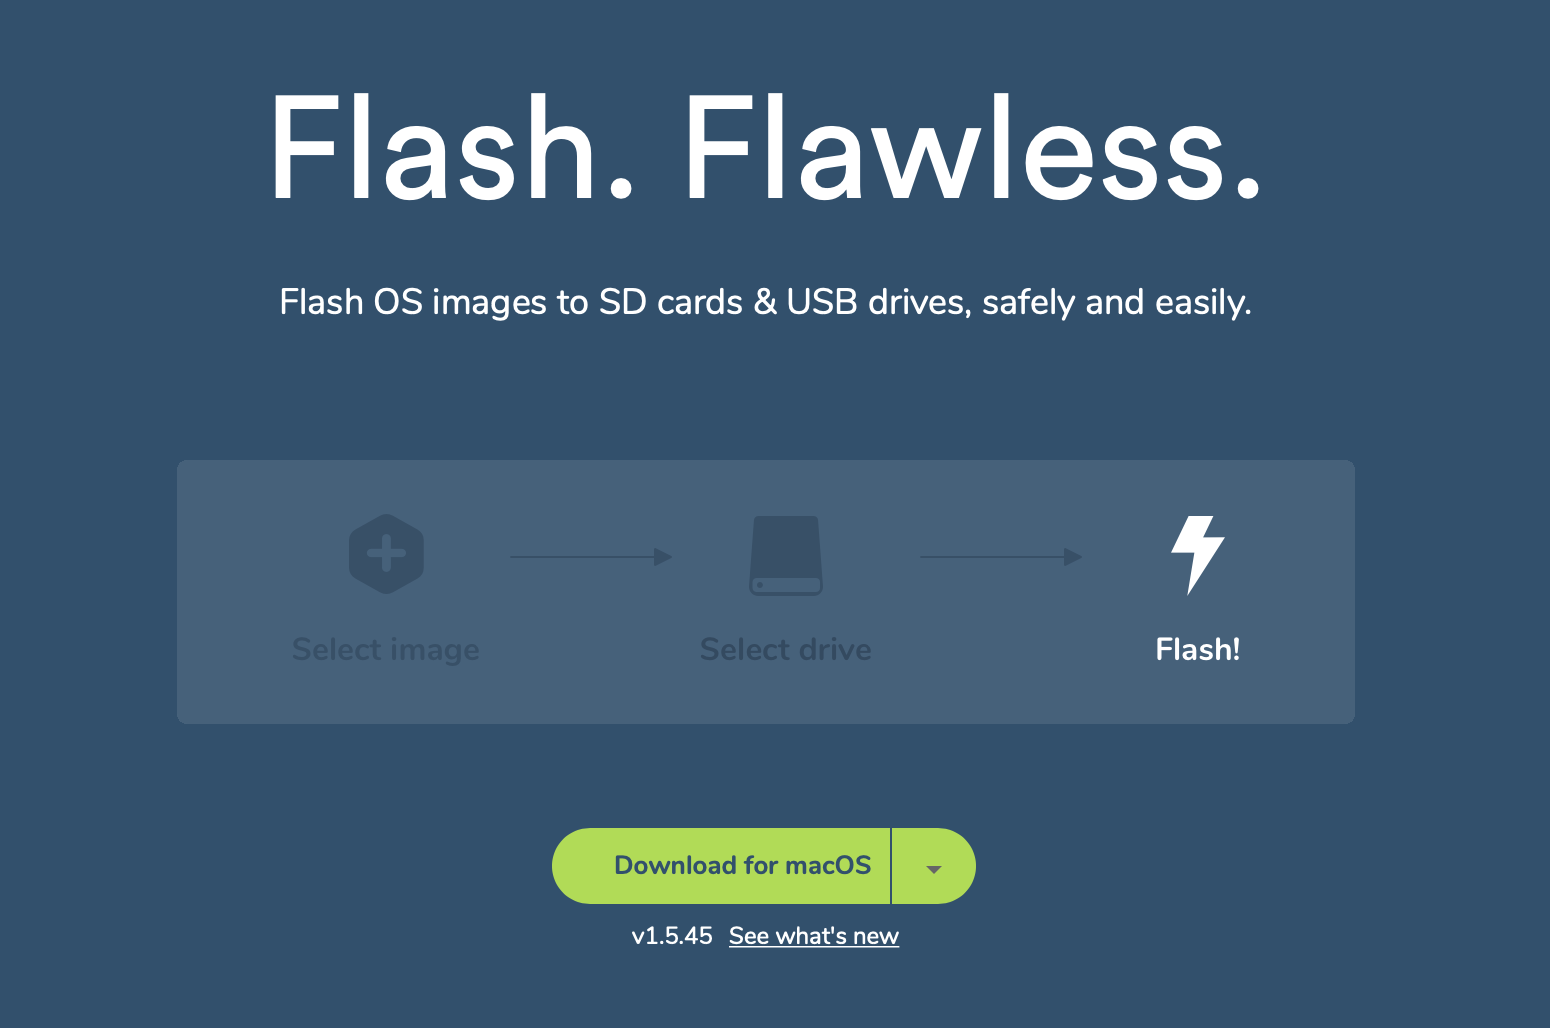 Flash. Flawless.
Flash OS images to SD cards & USB drives, safely and easily.
Select image
Select drive
Flash!
Download for macOS
v1.5.45 See what's new